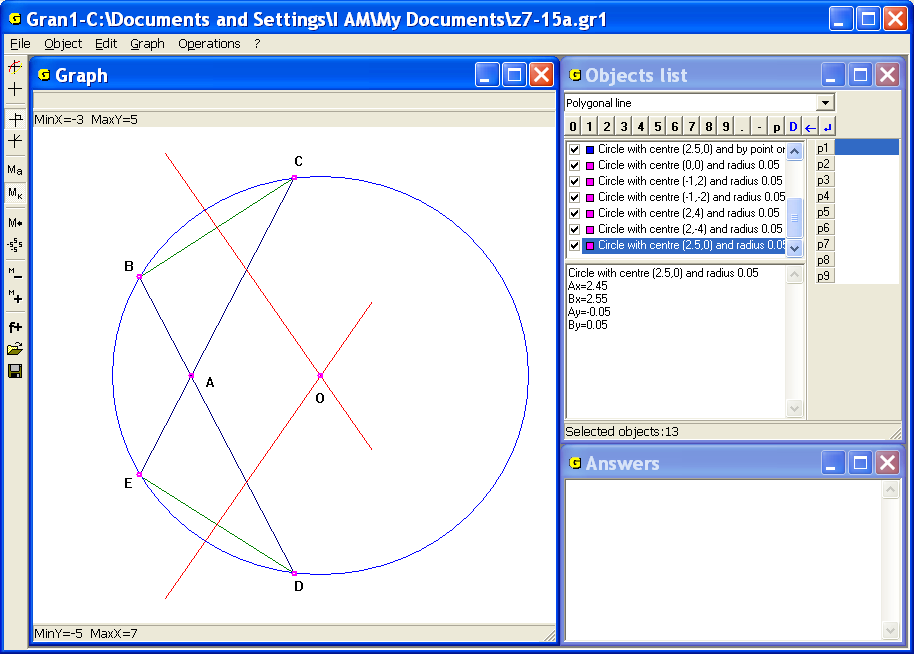 Gran1-C:\Documents and Settings\I AM\My Documents\z7-15a.gr1
File Object Edit Graph Operations ?
Graph
MinX=-3 MaxY=5
C
B
A
O
E
D
MinY=-5 MaxX=7
Objects list
Polygonal line
0 1 2 3 4 5 6 7 8 9 . - p D
Circle with centre (2.5,0) and by point or
Circle with centre (0,0) and radius 0.05
Circle with centre (-1,2) and radius 0.05
Circle with centre (-1,-2) and radius 0.05
Circle with centre (2,4) and radius 0.05
Circle with centre (2,-4) and radius 0.05
Circle with centre (2.5,0) and radius 0.05
p1
p2
p3
p4
p5
p6
p7
p8
p9
Circle with centre (2.5,0) and radius 0.05
Ax=2.45
Bx=2.55
Ay=-0.05
By=0.05
Selected objects:13
Answers